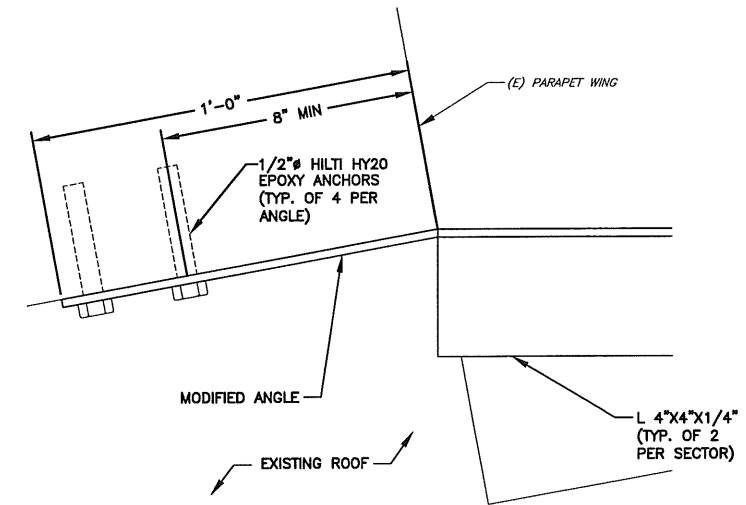 1'-0"
8" MIN
(E) PARAPET WING
1/2"ø HILTI HY20
EPOXY ANCHORS
(TYP. OF 4 PER
ANGLE)
MODIFIED ANGLE
L 4"X4"X1/4"
(TYP. OF 2
PER SECTOR)
EXISTING ROOF